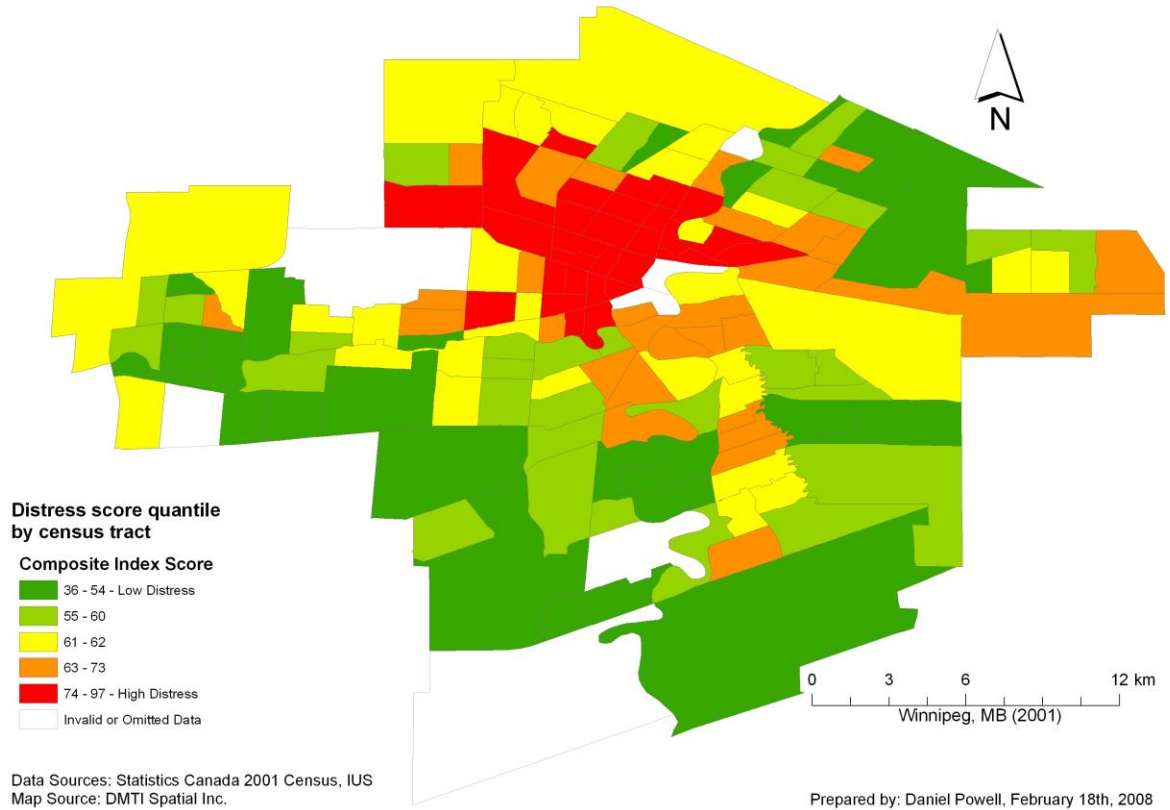 N
Distress score quantile
by census tract
Composite Index Score
36 - 54 - Low Distress
55 - 60
61 - 62
63 - 73
74 - 97 - High Distress
Invalid or Omitted Data
0 3 6 12 km
Winnipeg, MB (2001)
Data Sources: Statistics Canada 2001 Census, IUS
Map Source: DMTI Spatial Inc.
Prepared by: Daniel Powell, February 18th, 2008